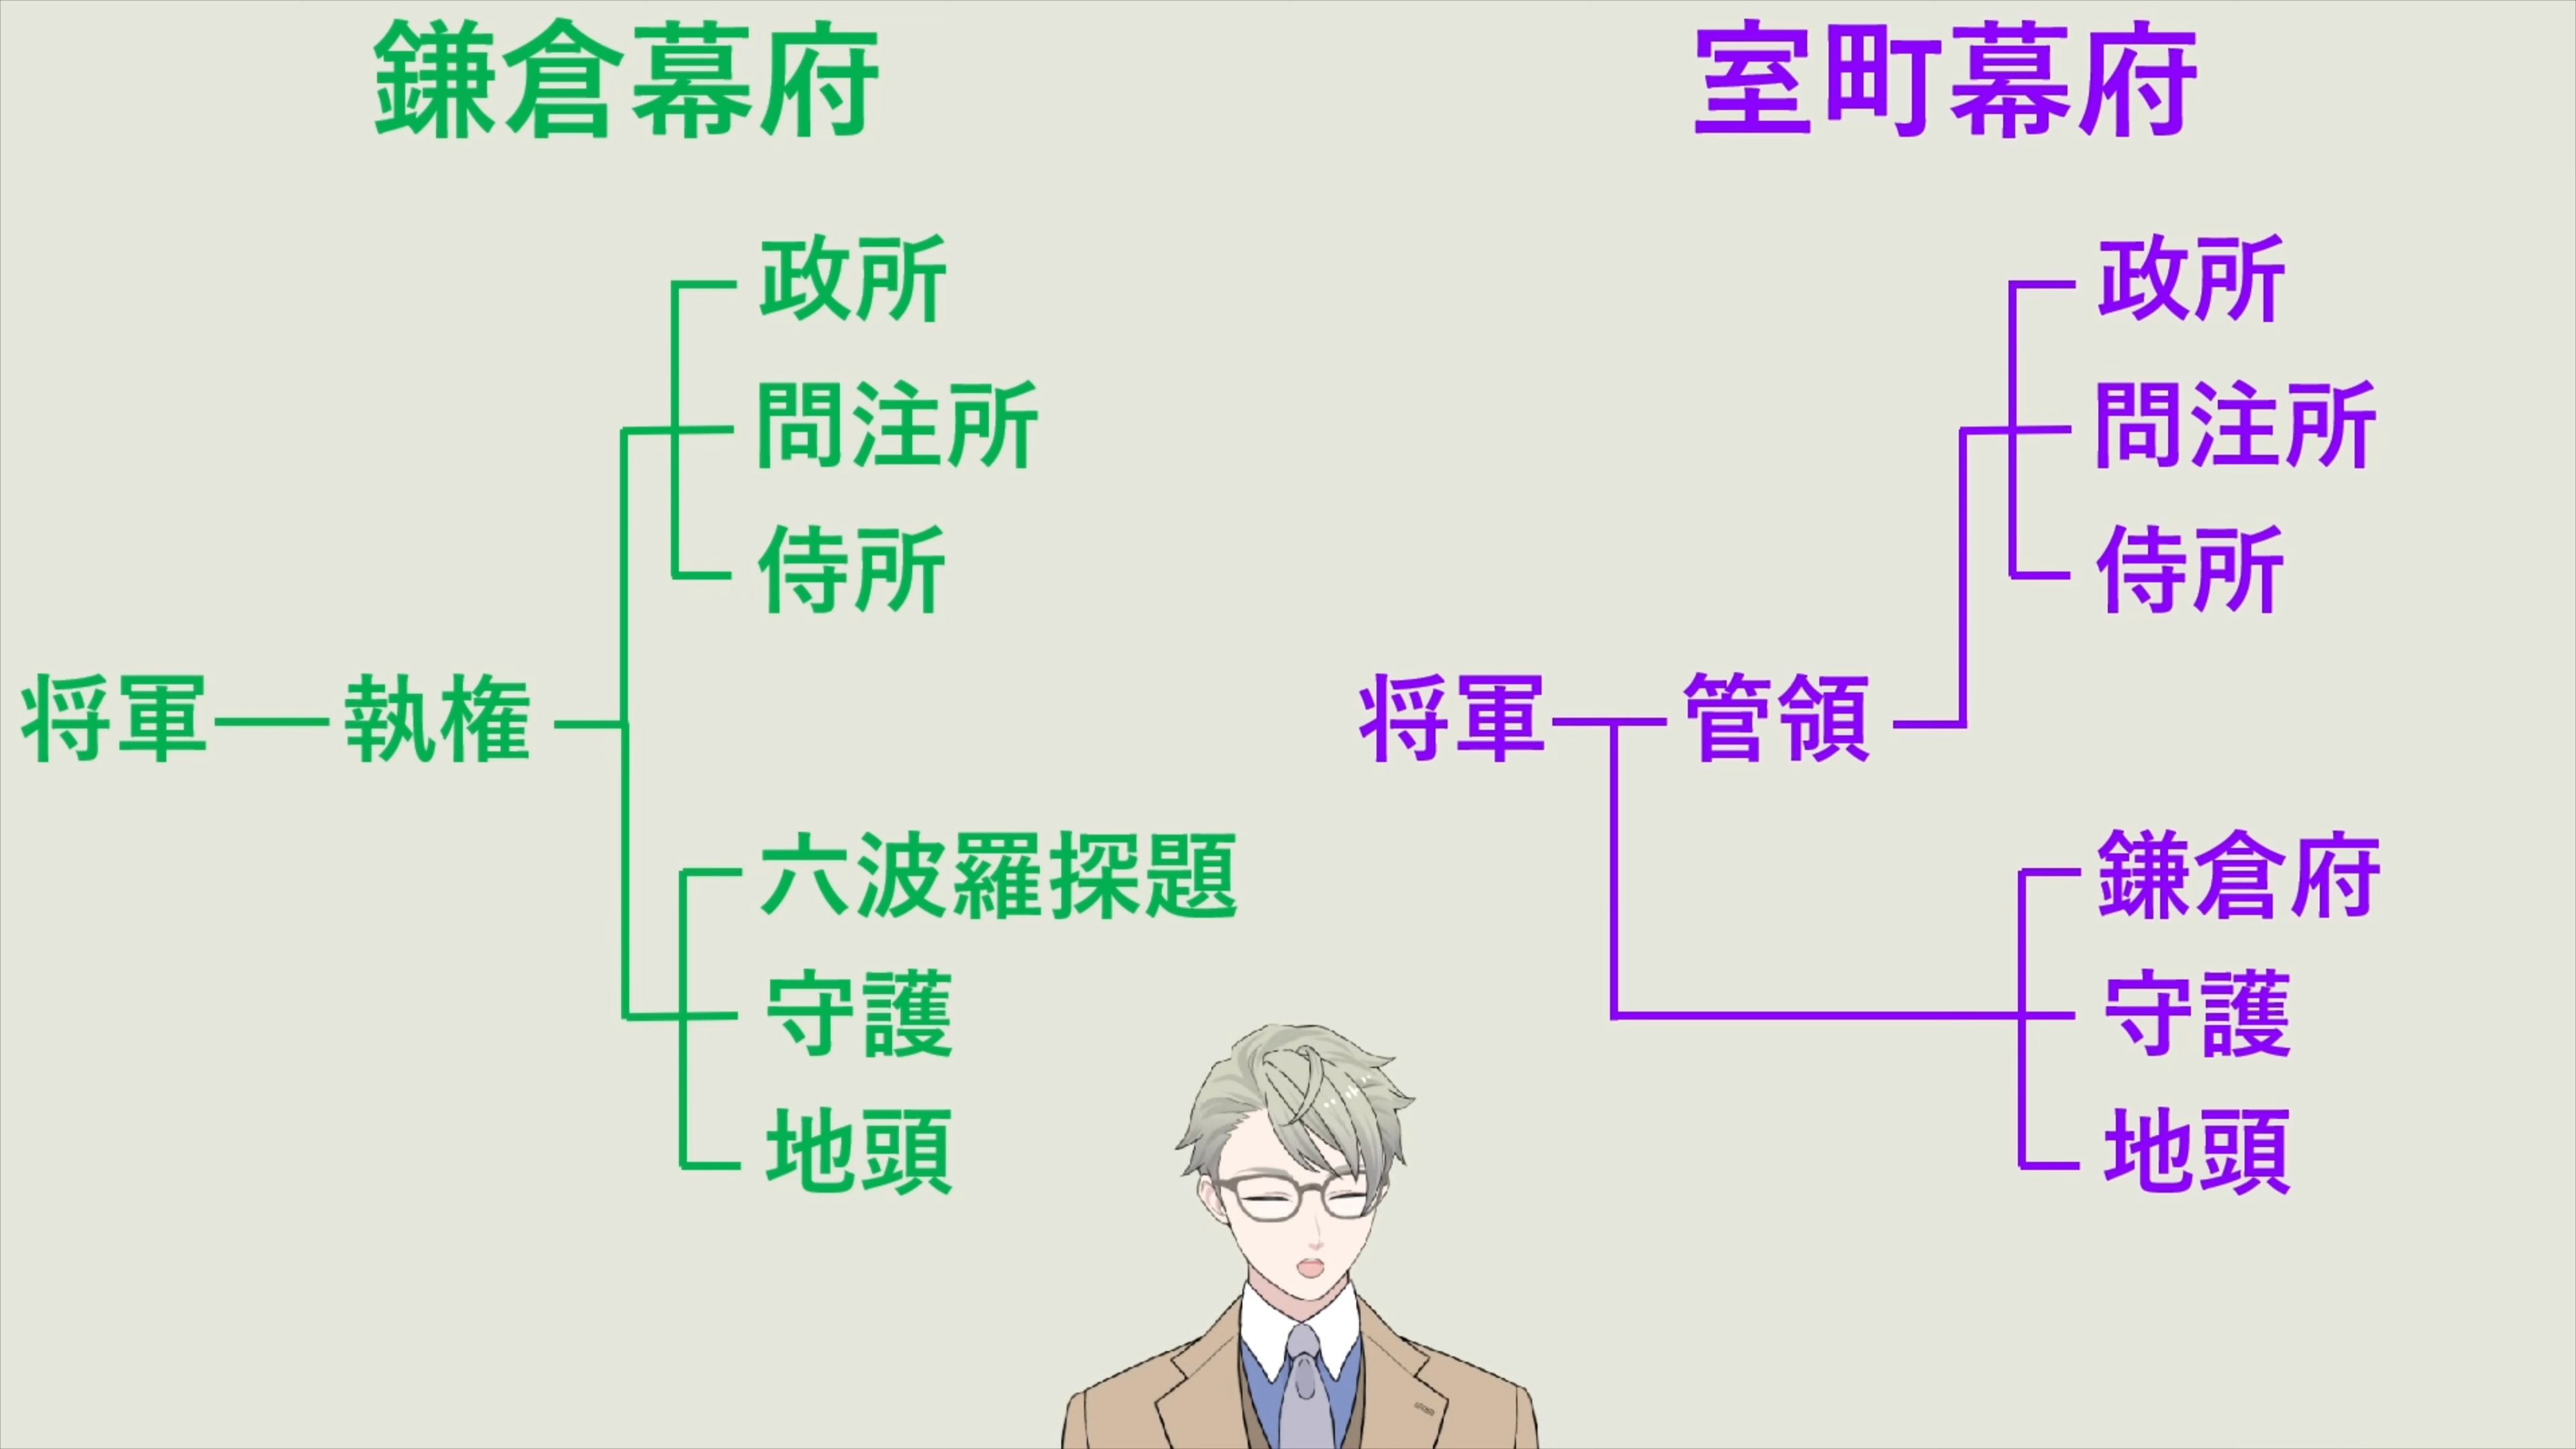 鎌倉幕府
政所
問注所
侍所
将軍
執権
六波羅探題
守護
地頭
室町幕府
政所
問注所
侍所
将軍
管領
鎌倉府
守護
地頭